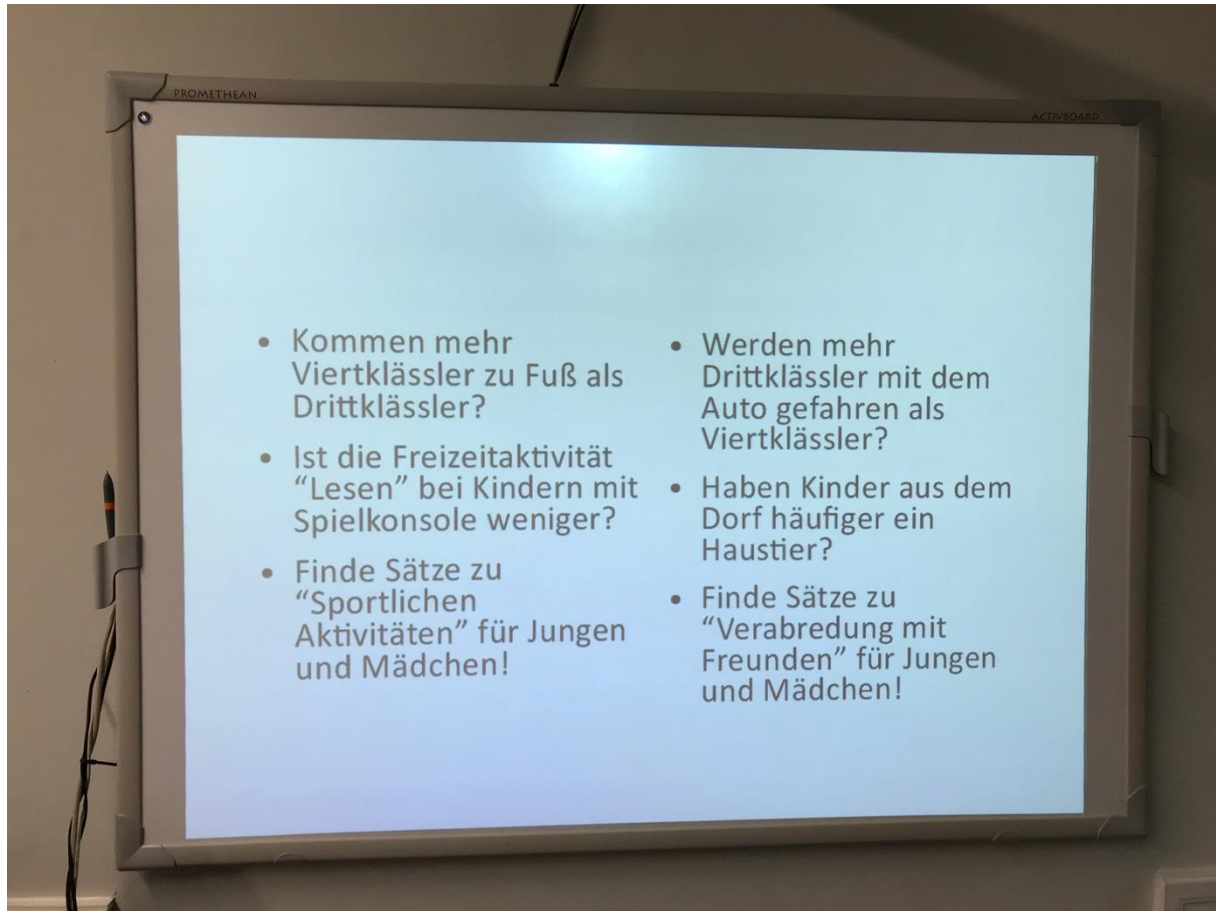 PROMETHEAN
ACTIVBOARD
• Kommen mehr
Viertklässler zu Fuß als
Drittklässler?
• Ist die Freizeitaktivität
“Lesen” bei Kindern mit
Spielkonsole weniger?
• Finde Sätze zu
“Sportlichen
Aktivitäten” für Jungen
und Mädchen!
• Werden mehr
Drittklässler mit dem
Auto gefahren als
Viertklässler?
• Haben Kinder aus dem
Dorf häufiger ein
Haustier?
• Finde Sätze zu
“Verabredung mit
Freunden” für Jungen
und Mädchen!